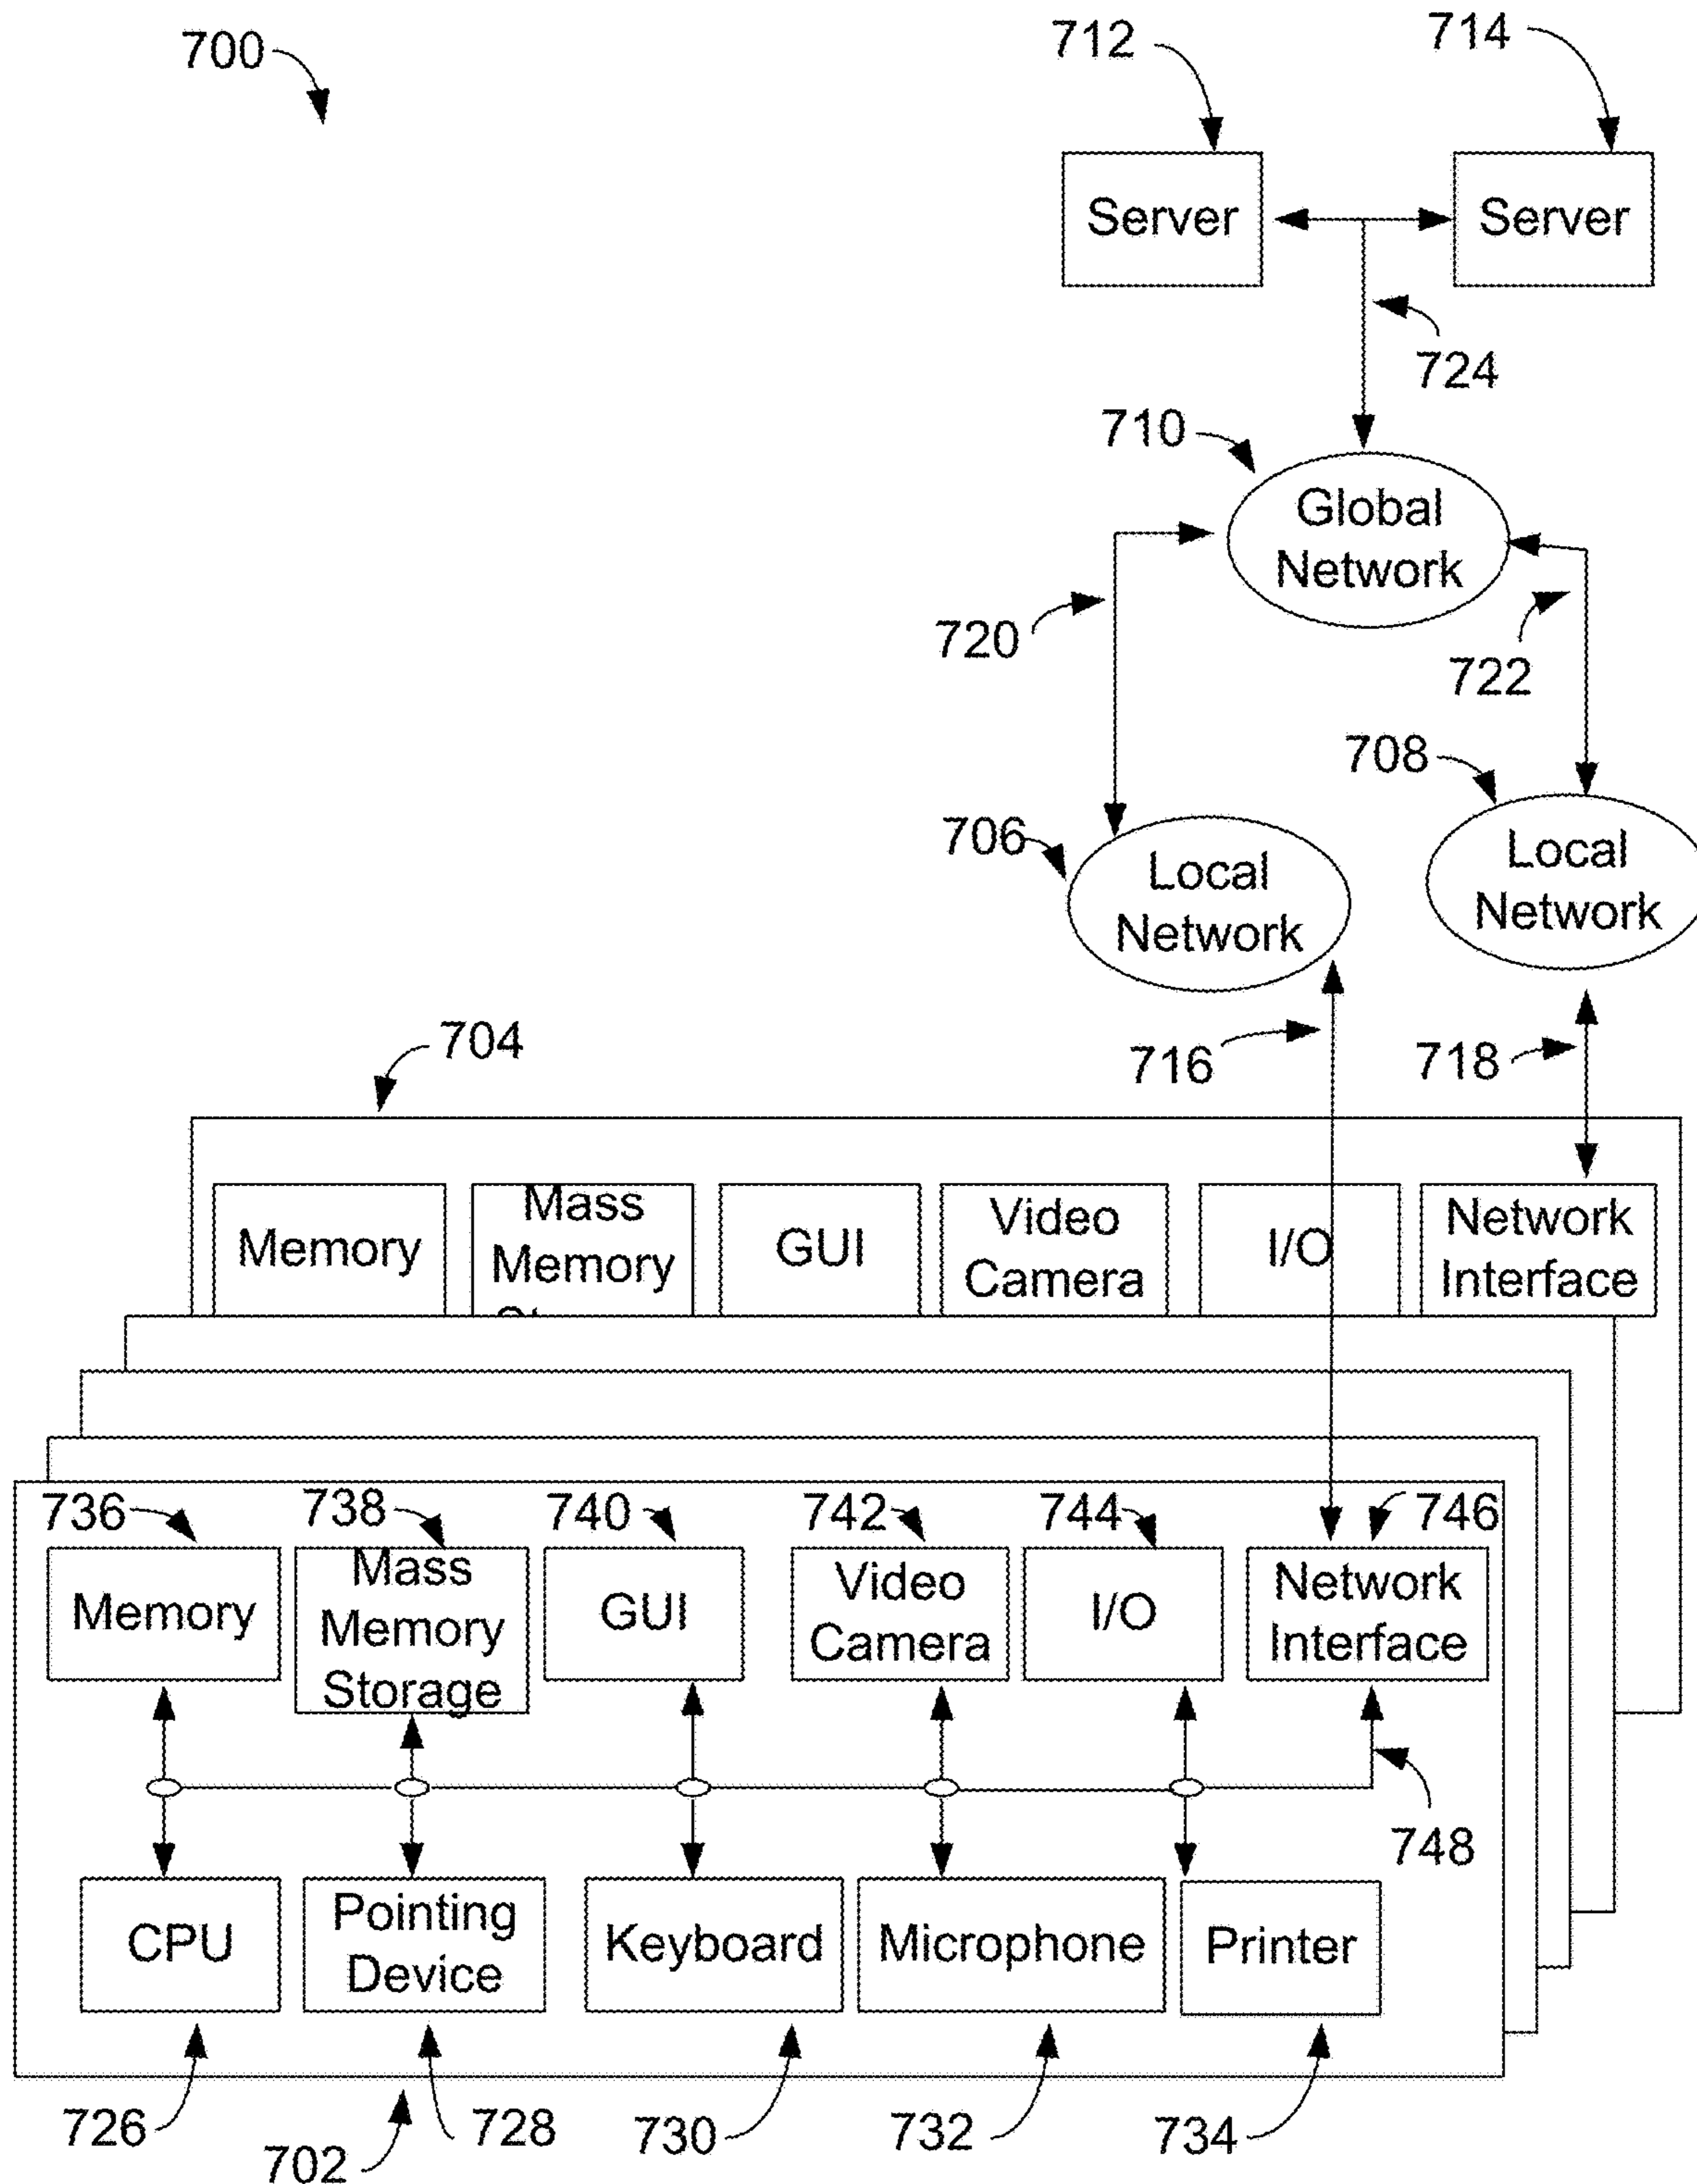 700
712
714
Server
Server
724
710
Global
Network
720
722
708
706
Local
Network
Local
Network
704
716
718
Memory
Mass
Memory
GUI
Video
Camera
I/O
Network
Interface
736
738
740
742
744
746
Memory
Mass
Memory
Storage
GUI
Video
Camera
I/O
Network
Interface
748
CPU
Pointing
Device
Keyboard
Microphone
Printer
726
702
728
730
732
734